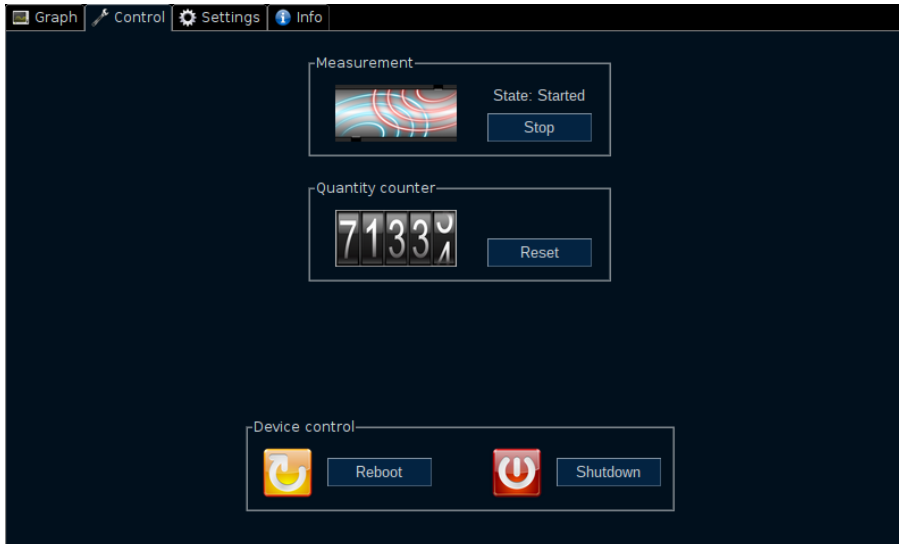 Graph Control Settings Info
Measurement
State: Started
Stop
Quantity counter
7133
Reset
Device control
Reboot Shutdown